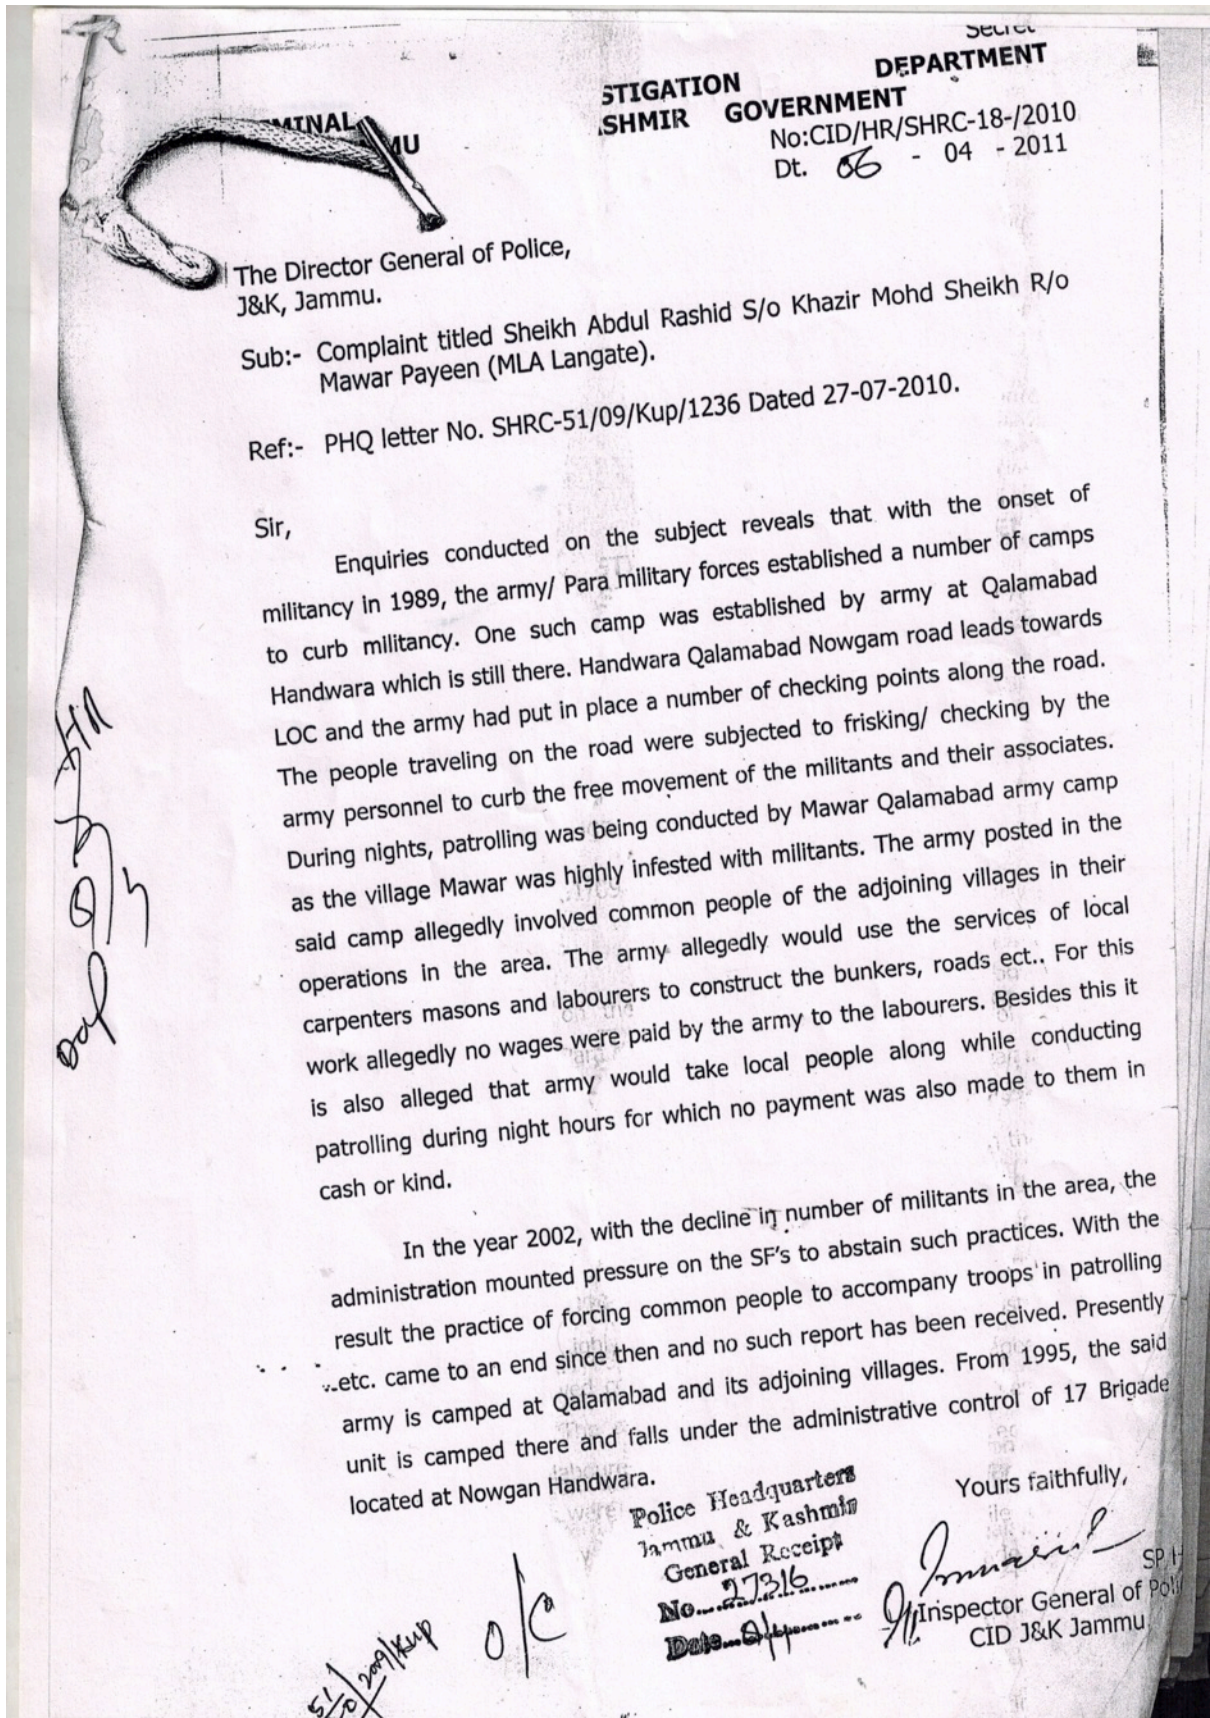 Secret
MINAL STIGATION DEPARTMENT
MU SHMIR GOVERNMENT
No:CID/HR/SHRC-18-/2010
Dt. 06 - 04 - 2011
The Director General of Police,
J&K, Jammu.
Sub:- Complaint titled Sheikh Abdul Rashid S/o Khazir Mohd Sheikh R/o
Mawar Payeen (MLA Langate).
Ref:- PHQ letter No. SHRC-51/09/Kup/1236 Dated 27-07-2010.
Sir,
Enquiries conducted on the subject reveals that with the onset of
militancy in 1989, the army/ Para military forces established a number of camps
to curb militancy. One such camp was established by army at Qalamabad
Handwara which is still there. Handwara Qalamabad Nowgam road leads towards
LOC and the army had put in place a number of checking points along the road.
The people traveling on the road were subjected to frisking/ checking by the
army personnel to curb the free movement of the militants and their associates.
During nights, patrolling was being conducted by Mawar Qalamabad army camp
as the village Mawar was highly infested with militants. The army posted in the
said camp allegedly involved common people of the adjoining villages in their
operations in the area. The army allegedly would use the services of local
carpenters masons and labourers to construct the bunkers, roads ect.. For this
work allegedly no wages were paid by the army to the labourers. Besides this it
is also alleged that army would take local people along while conducting
patrolling during night hours for which no payment was also made to them in
cash or kind.
In the year 2002, with the decline in number of militants in the area, the
administration mounted pressure on the SF's to abstain such practices. With the
result the practice of forcing common people to accompany troops in patrolling
etc. came to an end since then and no such report has been received. Presently
army is camped at Qalamabad and its adjoining villages. From 1995, the said
unit is camped there and falls under the administrative control of 17 Brigade
located at Nowgan Handwara.
Yours faithfully,
Police Headquarters
Jammu & Kashmir
General Receipt
No. 27316
Date
SP H
Inspector General of Poli
CID J&K Jammu
O/C
2009/Kup